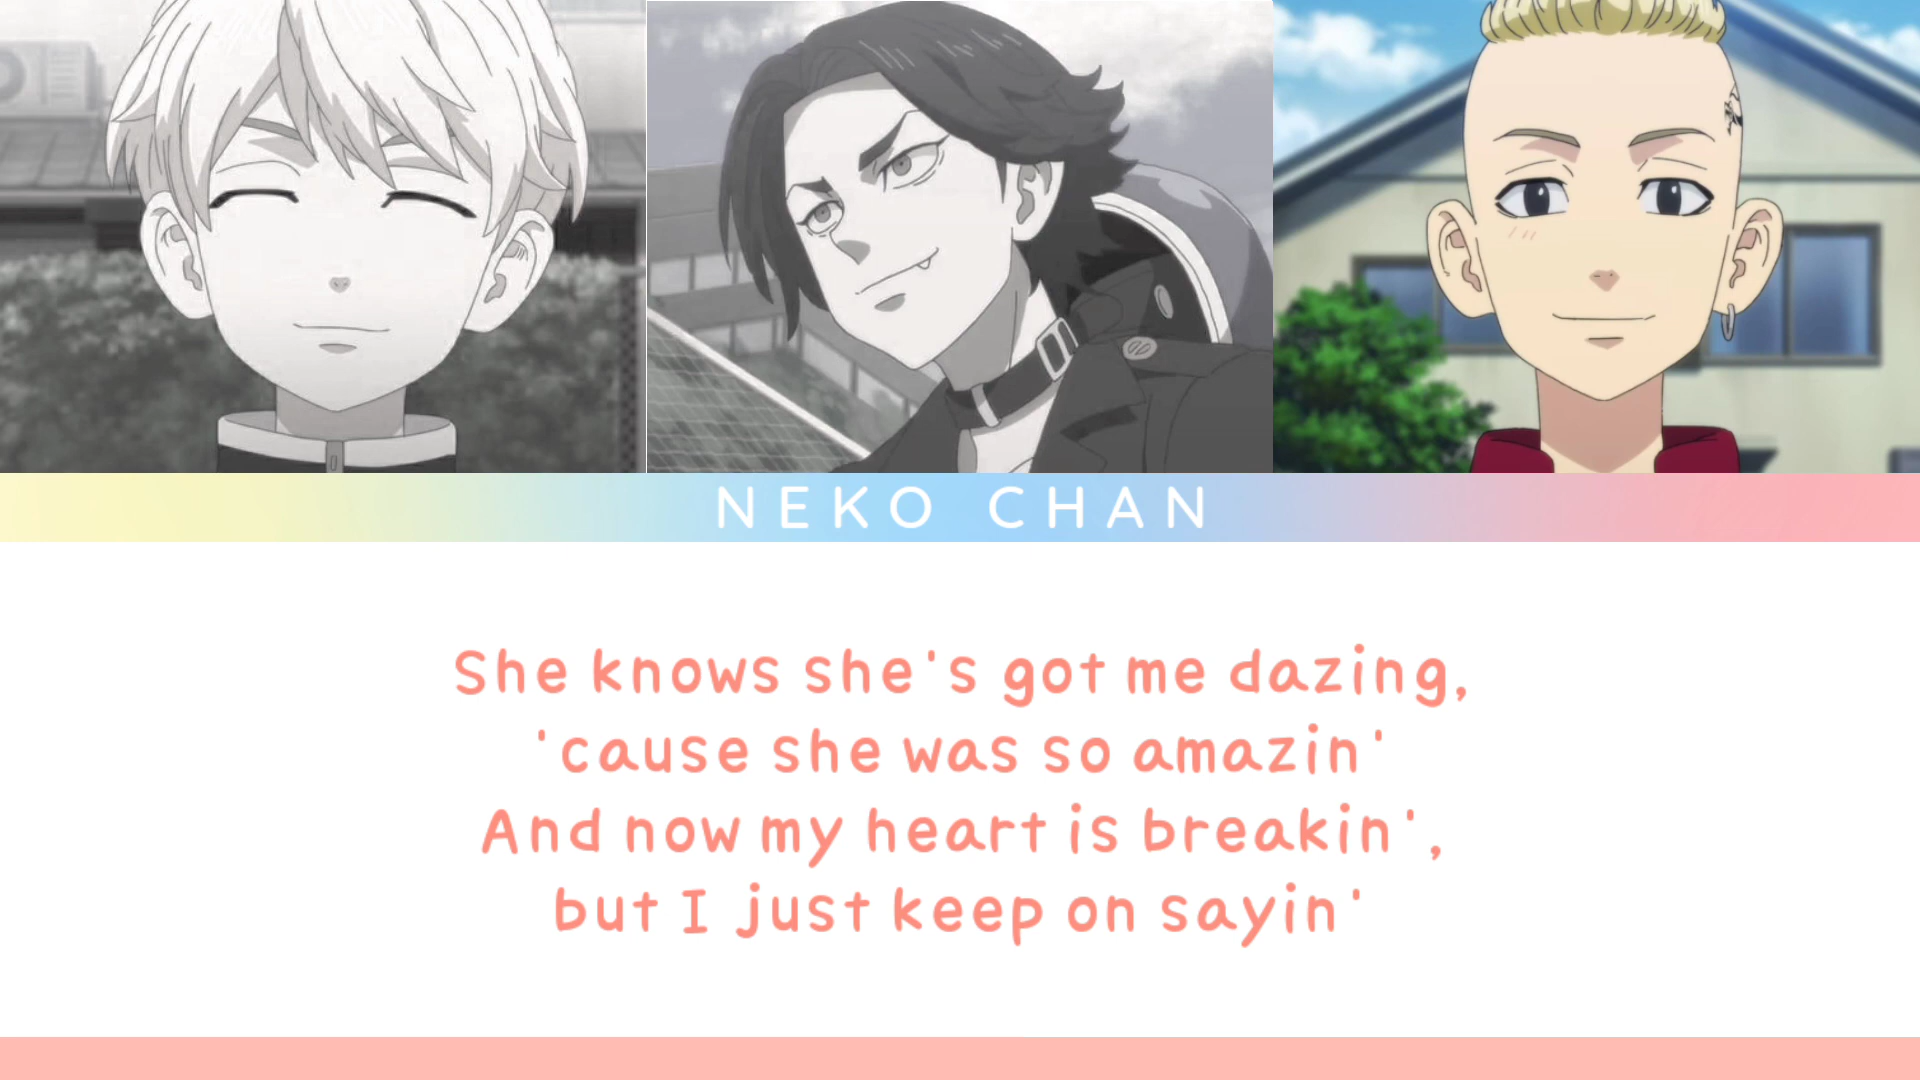 NEKO CHAN
She knows she's got me dazing,
'cause she was so amazin'
And now my heart is breakin',
but I just keep on sayin'